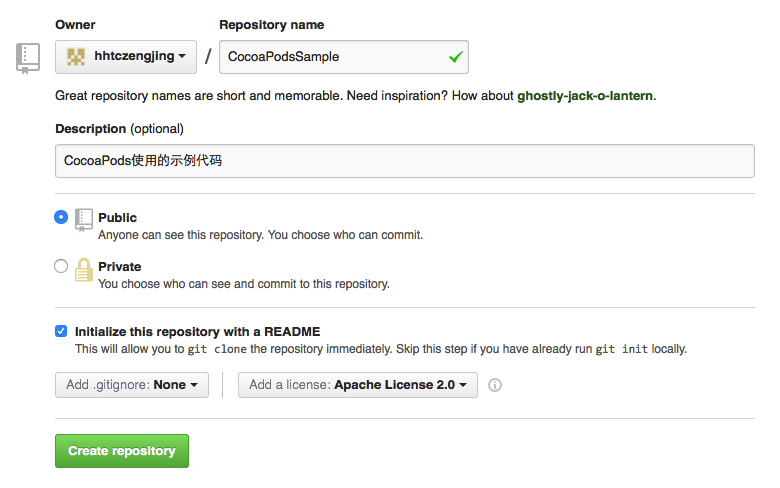 Owner Repository name
hhtczengjing / CocoaPodsSample
Great repository names are short and memorable. Need inspiration? How about ghostly-jack-o-lantern.
Description (optional)
CocoaPods使用的示例代码
Public
Anyone can see this repository. You choose who can commit.
Private
You choose who can see and commit to this repository.
Initialize this repository with a README
This will allow you to git clone the repository immediately. Skip this step if you have already run git init locally.
Add .gitignore: None Add a license: Apache License 2.0
Create repository